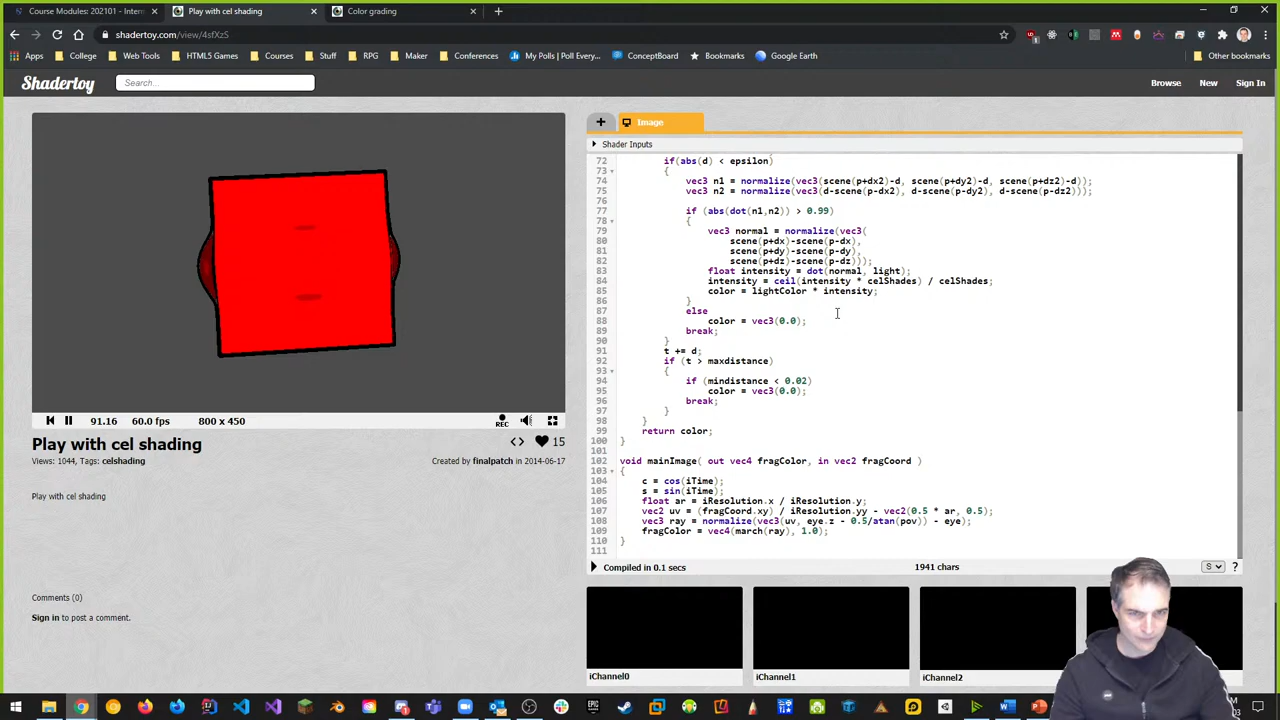 Course Modules: 202101 - Inter
Play with cel shading
Color grading
shadertoy.com/view/4sfXzS
Apps
College
Web Tools
HTML5 Games
Courses
Stuff
RPG
Maker
Conferences
My Polls | Poll Every...
ConceptBoard
Bookmarks
Google Earth
Other bookmarks
Shadertoy
Search...
Browse
New
Sign In
+
Image
Shader Inputs
72 if(abs(d) < epsilon)
73 {
74 vec3 n1 = normalize(vec3(scene(p+dx2)-d, scene(p+dy2)-d, scene(p+dz2)-d));
75 vec3 n2 = normalize(vec3(d-scene(p-dx2), d-scene(p-dy2), d-scene(p-dz2)));
76
77 if (abs(dot(n1,n2)) > 0.99)
78 {
79 vec3 normal = normalize(vec3(
80 scene(p+dx)-scene(p-dx),
81 scene(p+dy)-scene(p-dy),
82 scene(p+dz)-scene(p-dz)));
83 float intensity = dot(normal, light);
84 intensity = ceil(intensity * celShades) / celShades;
85 color = lightColor * intensity;
86 }
87 else
88 color = vec3(0.0);
89 break;
90 }
91 t += d;
92 if (t > maxdistance)
93 {
94 if (mindistance < 0.02)
95 color = vec3(0.0);
96 break;
97 }
98 }
99 return color;
100 }
101
102 void mainImage( out vec4 fragColor, in vec2 fragCoord )
103 {
104 c = cos(iTime);
105 s = sin(iTime);
106 float ar = iResolution.x / iResolution.y;
107 vec2 uv = (fragCoord.xy) / iResolution.yy - vec2(0.5 * ar, 0.5);
108 vec3 ray = normalize(vec3(uv, eye.z - 0.5/atan(pov)) - eye);
109 fragColor = vec4(march(ray), 1.0);
110 }
111
91.16 60.0 fps 800 x 450
REC
Play with cel shading
15
Views: 1044, Tags: celshading
Created by finalpatch in 2014-06-17
Play with cel shading
Comments (0)
Sign in to post a comment.
Compiled in 0.1 secs
1941 chars
S
?
iChannel0
iChannel1
iChannel2